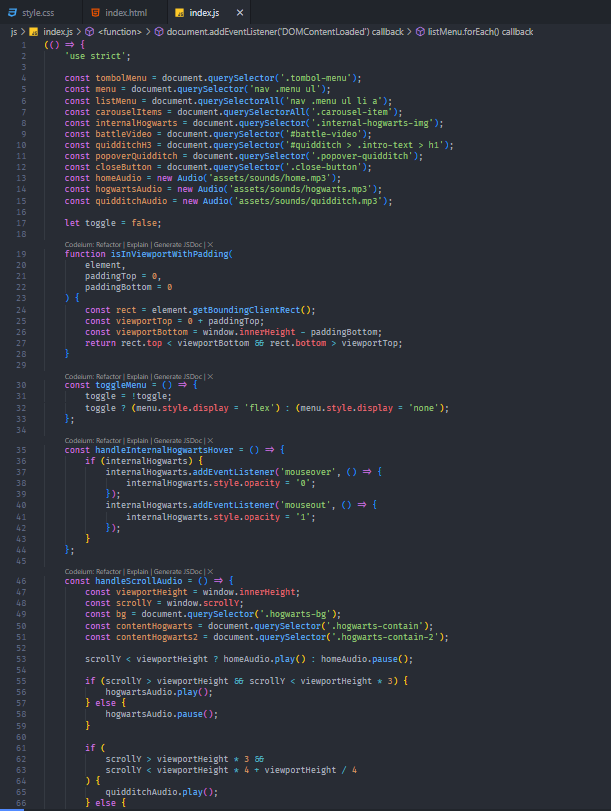 style.css index.html index.js ×
js > index.js > <function> > document.addEventListener('DOMContentLoaded') callback > listMenu.forEach() callback
1 (() => {
2 'use strict';
3
4 const tombolMenu = document.querySelector('.tombol-menu');
5 const menu = document.querySelector('nav .menu ul');
6 const listMenu = document.querySelectorAll('nav .menu ul li a');
7 const carouselItems = document.querySelectorAll('.carousel-item');
8 const internalHogwarts = document.querySelector('.internal-hogwarts-img');
9 const battleVideo = document.querySelector('#battle-video');
10 const quidditchH3 = document.querySelector('#quidditch > .intro-text > h1');
11 const popoverQuidditch = document.querySelector('.popover-quidditch');
12 const closeButton = document.querySelector('.close-button');
13 const homeAudio = new Audio('assets/sounds/home.mp3');
14 const hogwartsAudio = new Audio('assets/sounds/hogwarts.mp3');
15 const quidditchAudio = new Audio('assets/sounds/quidditch.mp3');
16
17 let toggle = false;
18
Codeium: Refactor | Explain | Generate JSDoc | ×
19 function isInViewportWithPadding(
20 element,
21 paddingTop = 0,
22 paddingBottom = 0
23 ) {
24 const rect = element.getBoundingClientRect();
25 const viewportTop = 0 + paddingTop;
26 const viewportBottom = window.innerHeight - paddingBottom;
27 return rect.top < viewportBottom && rect.bottom > viewportTop;
28 }
29
Codeium: Refactor | Explain | Generate JSDoc | ×
30 const toggleMenu = () => {
31 toggle = !toggle;
32 toggle ? (menu.style.display = 'flex') : (menu.style.display = 'none');
33 };
34
Codeium: Refactor | Explain | Generate JSDoc | ×
35 const handleInternalHogwartsHover = () => {
36 if (internalHogwarts) {
37 internalHogwarts.addEventListener('mouseover', () => {
38 internalHogwarts.style.opacity = '0';
39 });
40 internalHogwarts.addEventListener('mouseout', () => {
41 internalHogwarts.style.opacity = '1';
42 });
43 }
44 };
45
Codeium: Refactor | Explain | Generate JSDoc | ×
46 const handleScrollAudio = () => {
47 const viewportHeight = window.innerHeight;
48 const scrollY = window.scrollY;
49 const bg = document.querySelector('.hogwarts-bg');
50 const contentHogwarts = document.querySelector('.hogwarts-contain');
51 const contentHogwarts2 = document.querySelector('.hogwarts-contain-2');
52
53 scrollY < viewportHeight ? homeAudio.play() : homeAudio.pause();
54
55 if (scrollY > viewportHeight && scrollY < viewportHeight * 3) {
56 hogwartsAudio.play();
57 } else {
58 hogwartsAudio.pause();
59 }
60
61 if (
62 scrollY > viewportHeight * 3 &&
63 scrollY < viewportHeight * 4 + viewportHeight / 4
64 ) {
65 quidditchAudio.play();
66 } else {